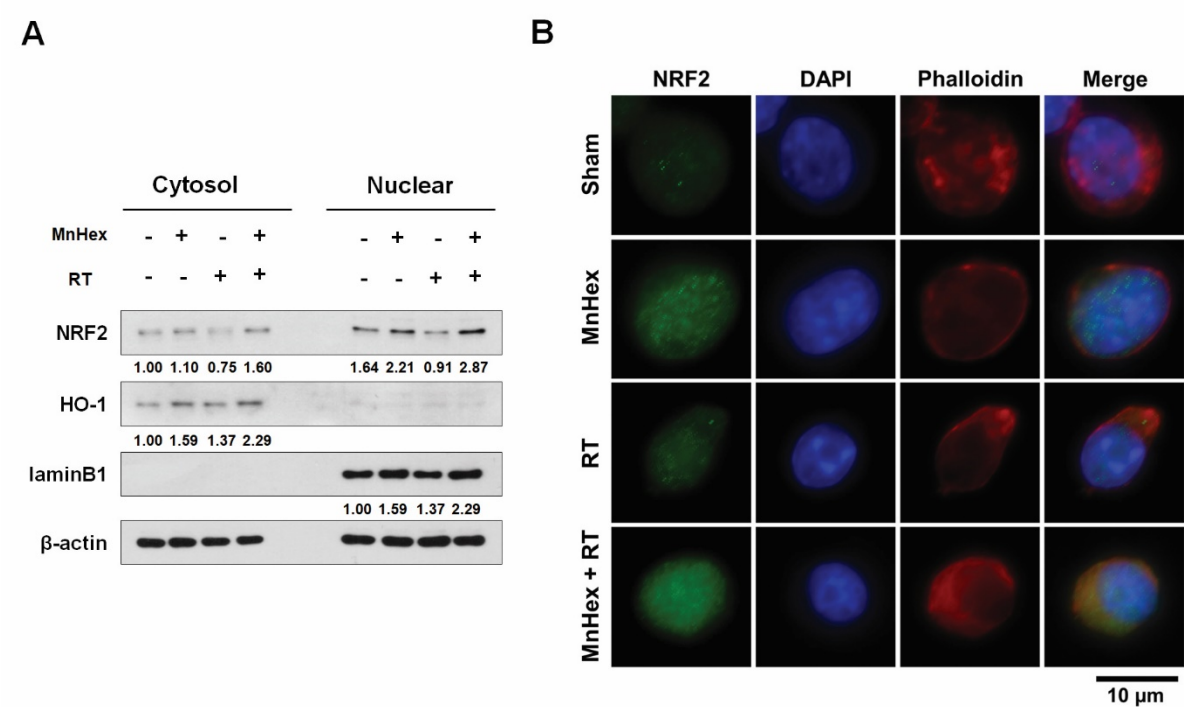 A
Cytosol Nuclear
MnHex - + - + - + - +
RT - - + + - - + +
NRF2
1.00 1.10 0.75 1.60 1.64 2.21 0.91 2.87
HO-1
1.00 1.59 1.37 2.29
laminB1
1.00 1.59 1.37 2.29
β-actin
B
NRF2 DAPI Phalloidin Merge
Sham
MnHex
RT
MnHex + RT
10 µm